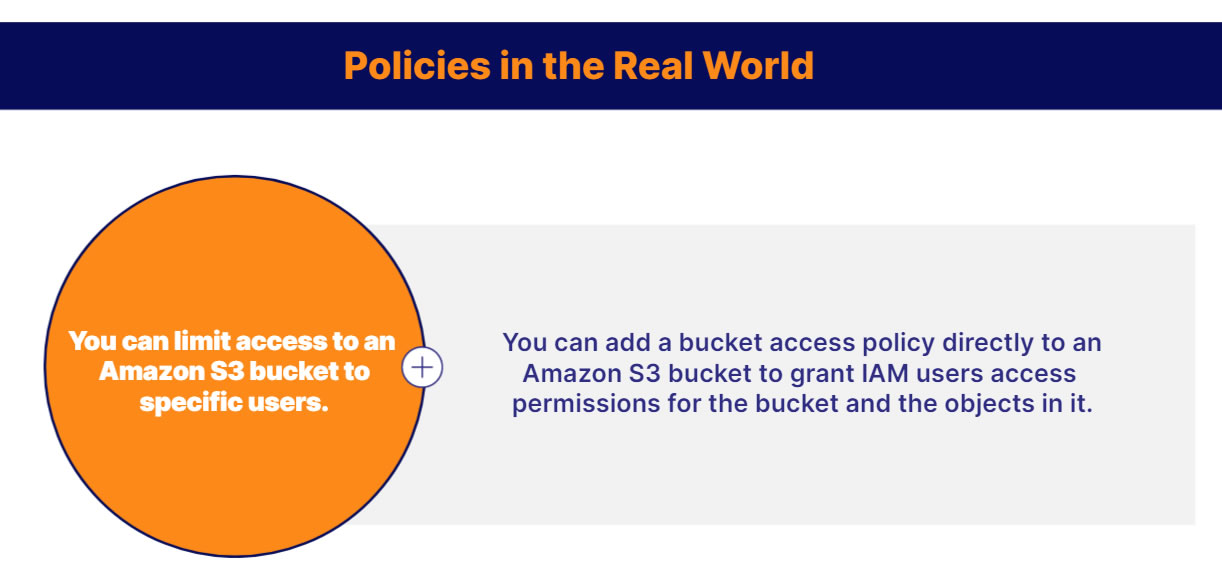 Policies in the Real World
You can limit access to an
Amazon S3 bucket to
specific users.
You can add a bucket access policy directly to an
Amazon S3 bucket to grant IAM users access
permissions for the bucket and the objects in it.